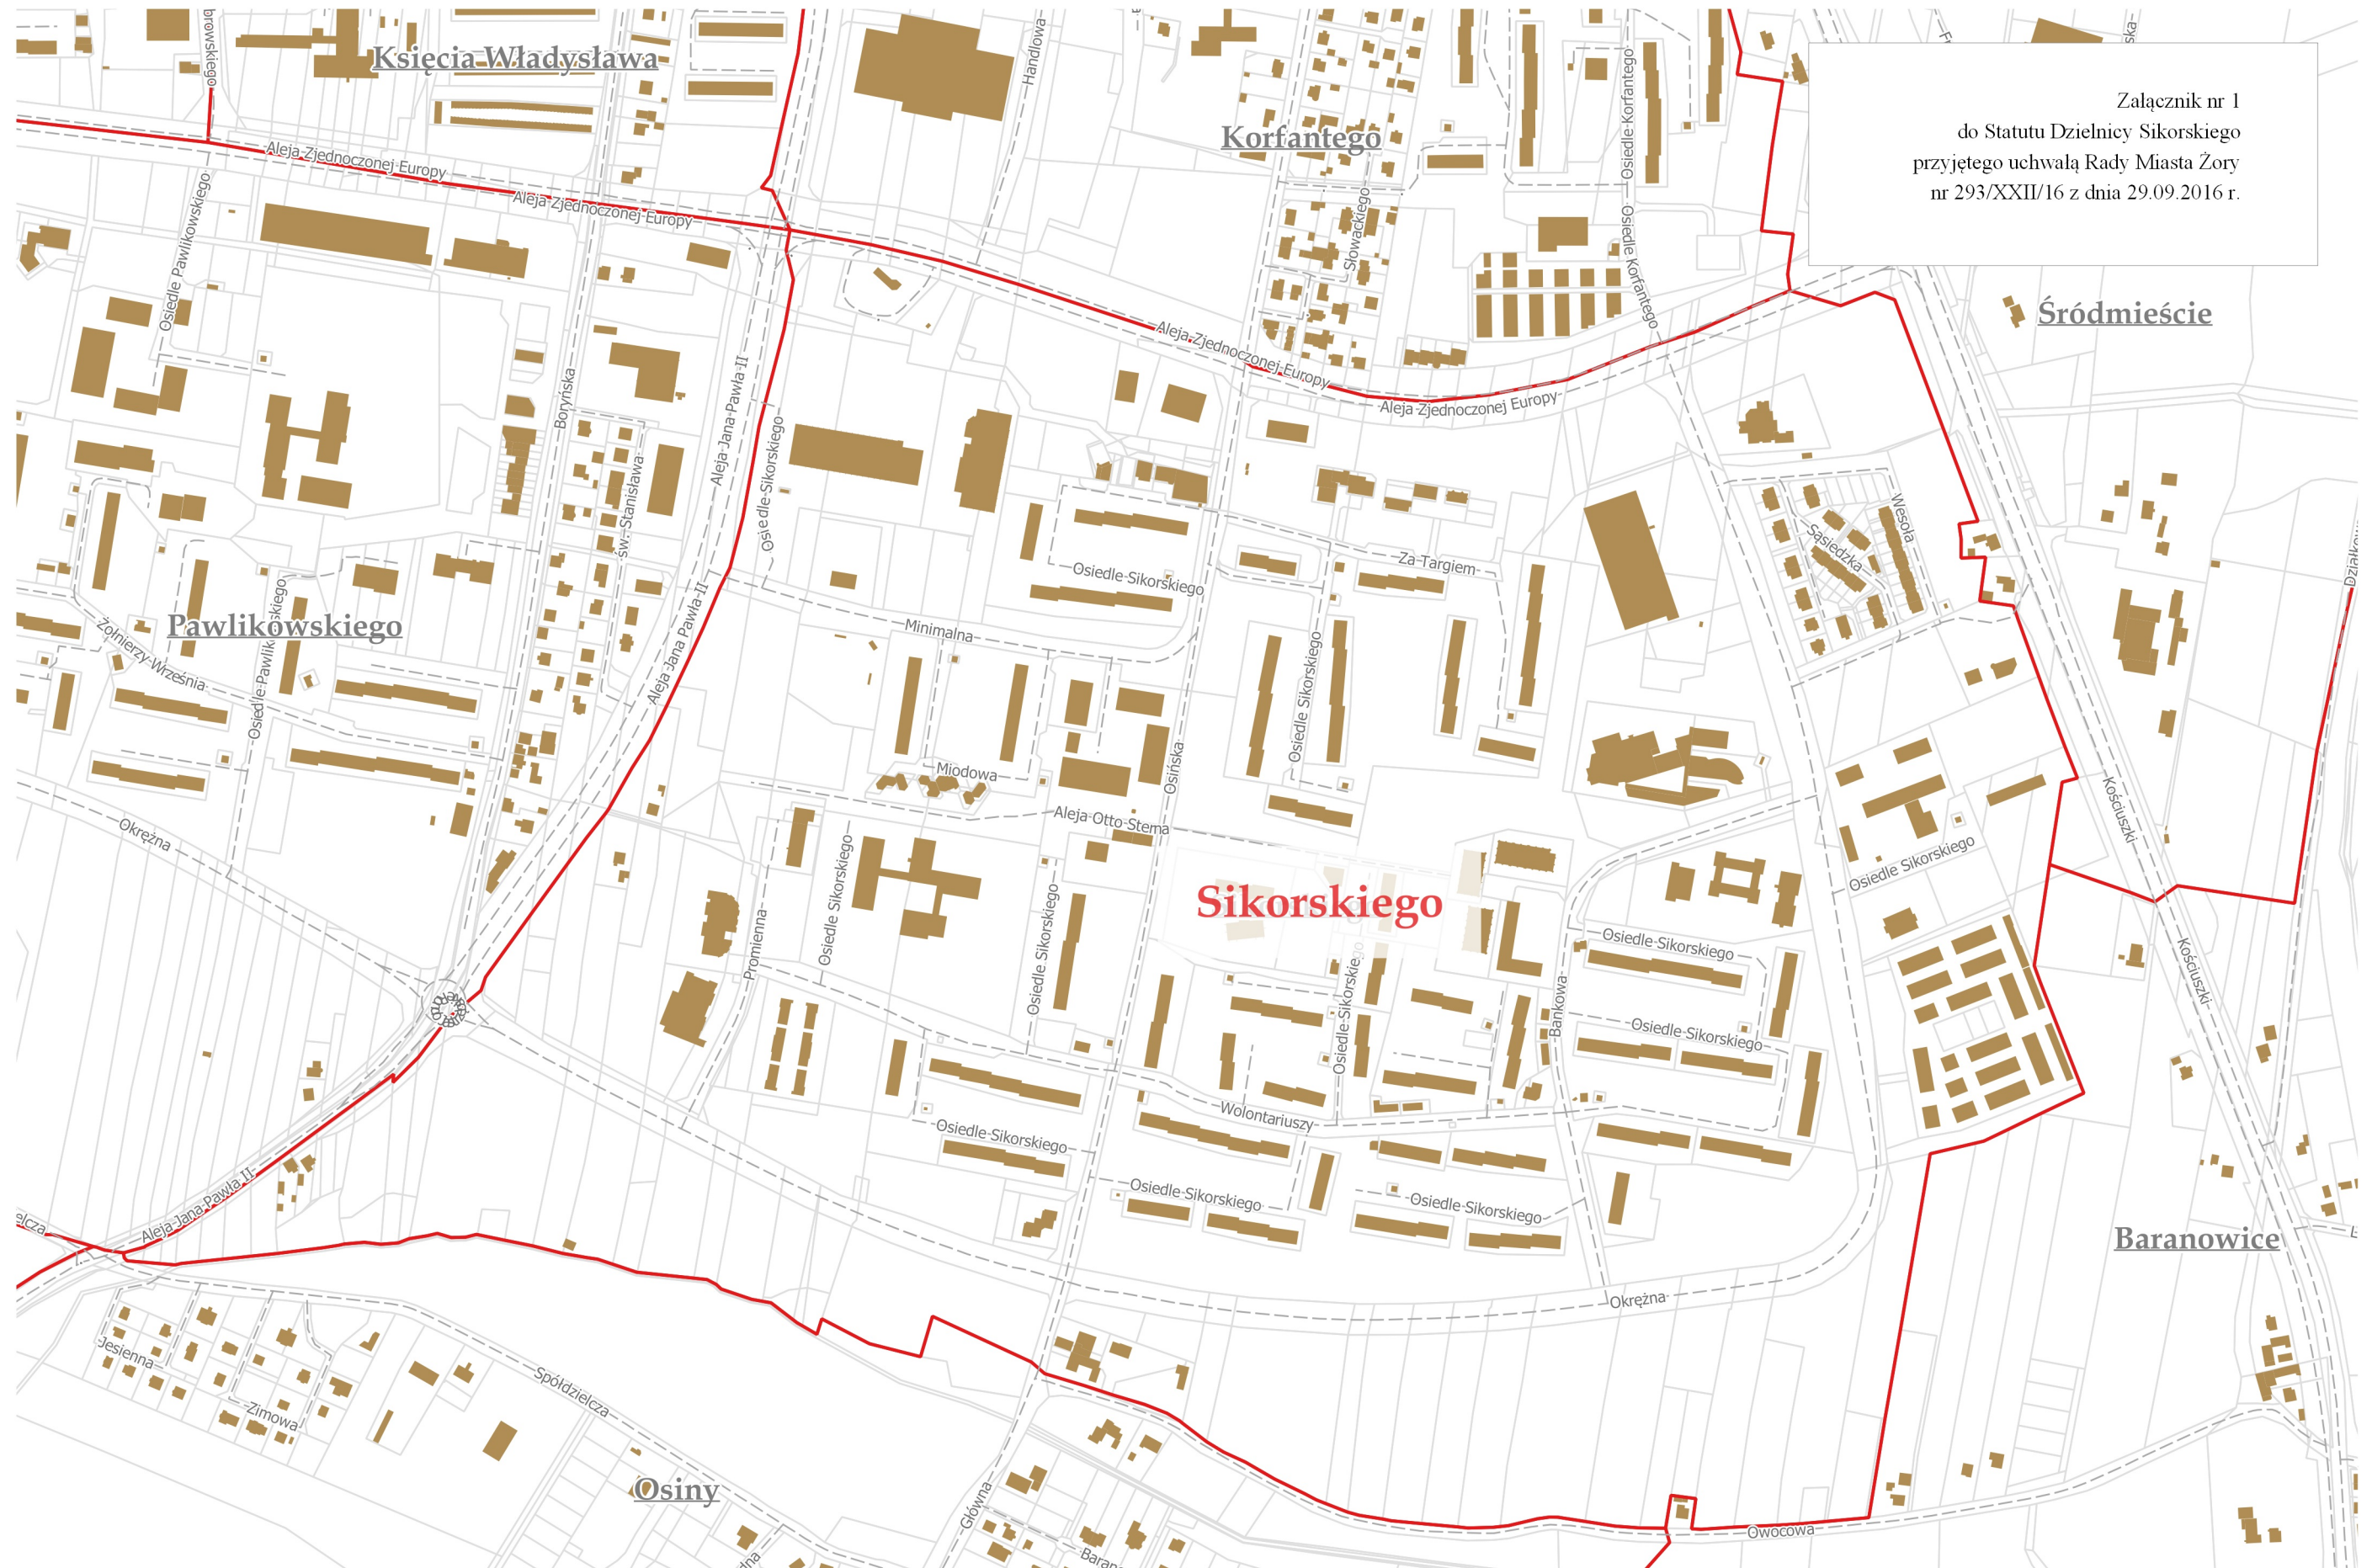 Załącznik nr 1
do Statutu Dzielnicy Sikorskiego
przyjętego uchwałą Rady Miasta Żory
nr 293/XXII/16 z dnia 29.09.2016 r.
Księcia Władysława
Handlowa
Korfantego
Osiedle Korfantego
Osiedle Korfantego
Słowackiego
Aleja Zjednoczonej Europy
Aleja Zjednoczonej Europy
Aleja Zjednoczonej Europy
Aleja Zjednoczonej Europy
Śródmieście
Osiedle Pawlikowskiego
Boryńska
św. Stanisława
Aleja Jana Pawła II
Osiedle Sikorskiego
Wesoła
Sąsiedzka
Za Targiem
Osiedle Sikorskiego
Minimalna
Pawlikowskiego
Osiedle Pawlikowskiego
Żołnierzy Września
Aleja Jana Pawła II
Osiedle Sikorskiego
Osińska
Miodowa
Aleja Otto Sterna
Okrężna
Kościuszki
Osiedle Sikorskiego
Promienna
Osiedle Sikorskiego
Osiedle Sikorskiego
Sikorskiego
Osiedle Sikorskiego
Osiedle Sikorskiego
Bankowa
Osiedle Sikorskiego
Kościuszki
Wolontariuszy
Osiedle Sikorskiego
Osiedle Sikorskiego
Osiedle Sikorskiego
Aleja Jana Pawła II
Baranowice
Okrężna
Jesienna
Zimowa
Spółdzielcza
Osiny
Główna
Owocowa